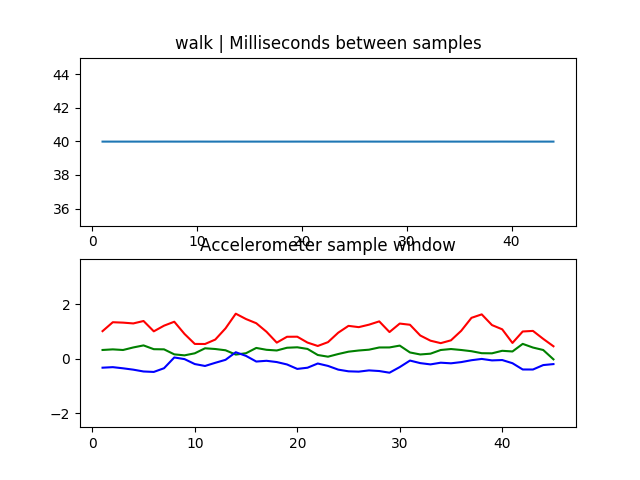 walk | Milliseconds between samples
44
42
40
38
36
0 10 20 30 40
Accelerometer sample window
2
0
−2
0 10 20 30 40